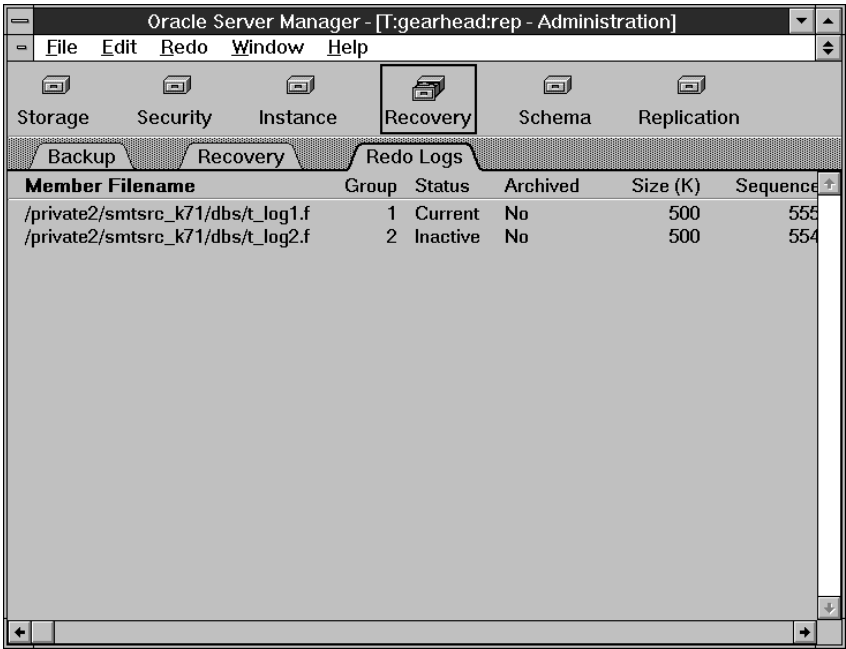 Oracle Server Manager - [T:gearhead:rep - Administration]
File Edit Redo Window Help
Storage Security Instance Recovery Schema Replication
Backup Recovery Redo Logs
Member Filename Group Status Archived Size (K) Sequence
/private2/smtsrc_k71/dbs/t_log1.f 1 Current No 500 555
/private2/smtsrc_k71/dbs/t_log2.f 2 Inactive No 500 554